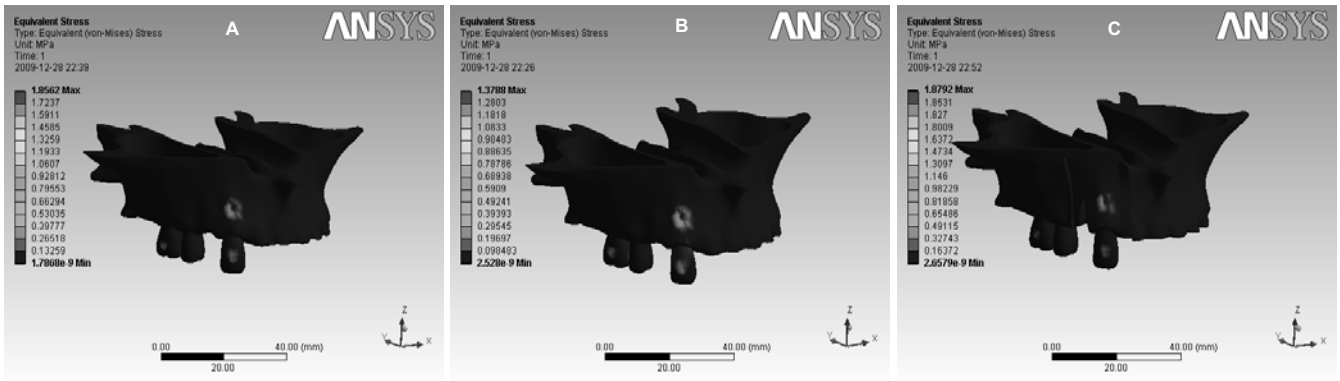 Equivalent Stress
Type: Equivalent (von-Mises) Stress
Unit: MPa
Time: 1
2009-12-28 22:39
A
ANSYS
1.8562 Max
1.7237
1.5911
1.4585
1.3259
1.1933
1.0607
0.92812
0.79553
0.66294
0.53035
0.39777
0.26518
0.13259
1.7868e-9 Min
Z
Y
X
0.00
40.00 (mm)
20.00
Equivalent Stress
Type: Equivalent (von-Mises) Stress
Unit: MPa
Time: 1
2009-12-28 22:26
B
ANSYS
1.3788 Max
1.2803
1.1818
1.0833
0.98483
0.88635
0.78786
0.68938
0.5909
0.49241
0.39393
0.29545
0.19697
0.098483
2.528e-9 Min
Z
Y
X
0.00
40.00 (mm)
20.00
Equivalent Stress
Type: Equivalent (von-Mises) Stress
Unit: MPa
Time: 1
2009-12-28 22:52
C
ANSYS
1.8792 Max
1.8531
1.827
1.8009
1.6372
1.4734
1.3097
1.146
0.98229
0.81858
0.65486
0.49115
0.32743
0.16372
2.6579e-9 Min
Z
Y
X
0.00
40.00 (mm)
20.00